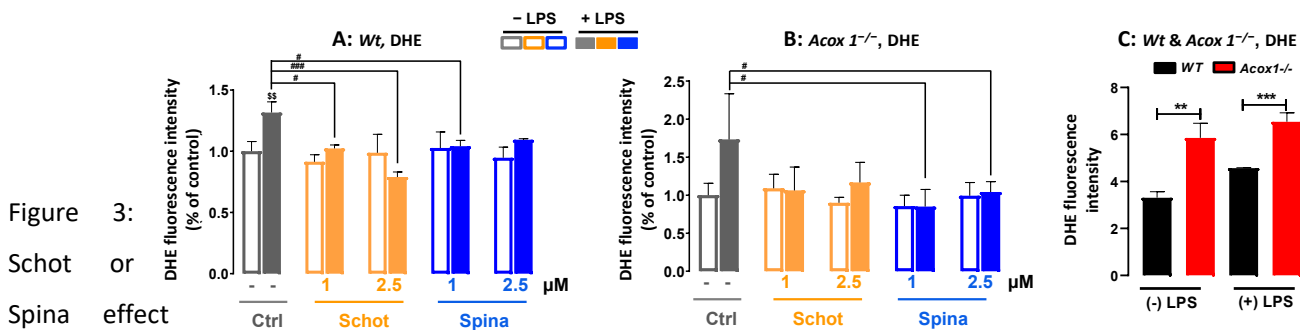 − LPS + LPS
A: Wt, DHE
B: Acox 1−/−, DHE
C: Wt & Acox 1−/−, DHE
WT Acox1-/-
DHE fluorescence intensity
(% of control)
1.5
1.0
0.5
0.0
#
###
#
$$
- -
1 2.5
1 2.5
µM
Ctrl Schot Spina
DHE fluorescence intensity
(% of control)
2.5
2.0
1.5
1.0
0.5
0.0
#
#
- -
1 2.5
1 2.5
Ctrl Schot Spina
DHE fluorescence
intensity
8
6
4
2
0
** ***
(-) LPS (+) LPS
Figure 3:
Schot or
Spina effect